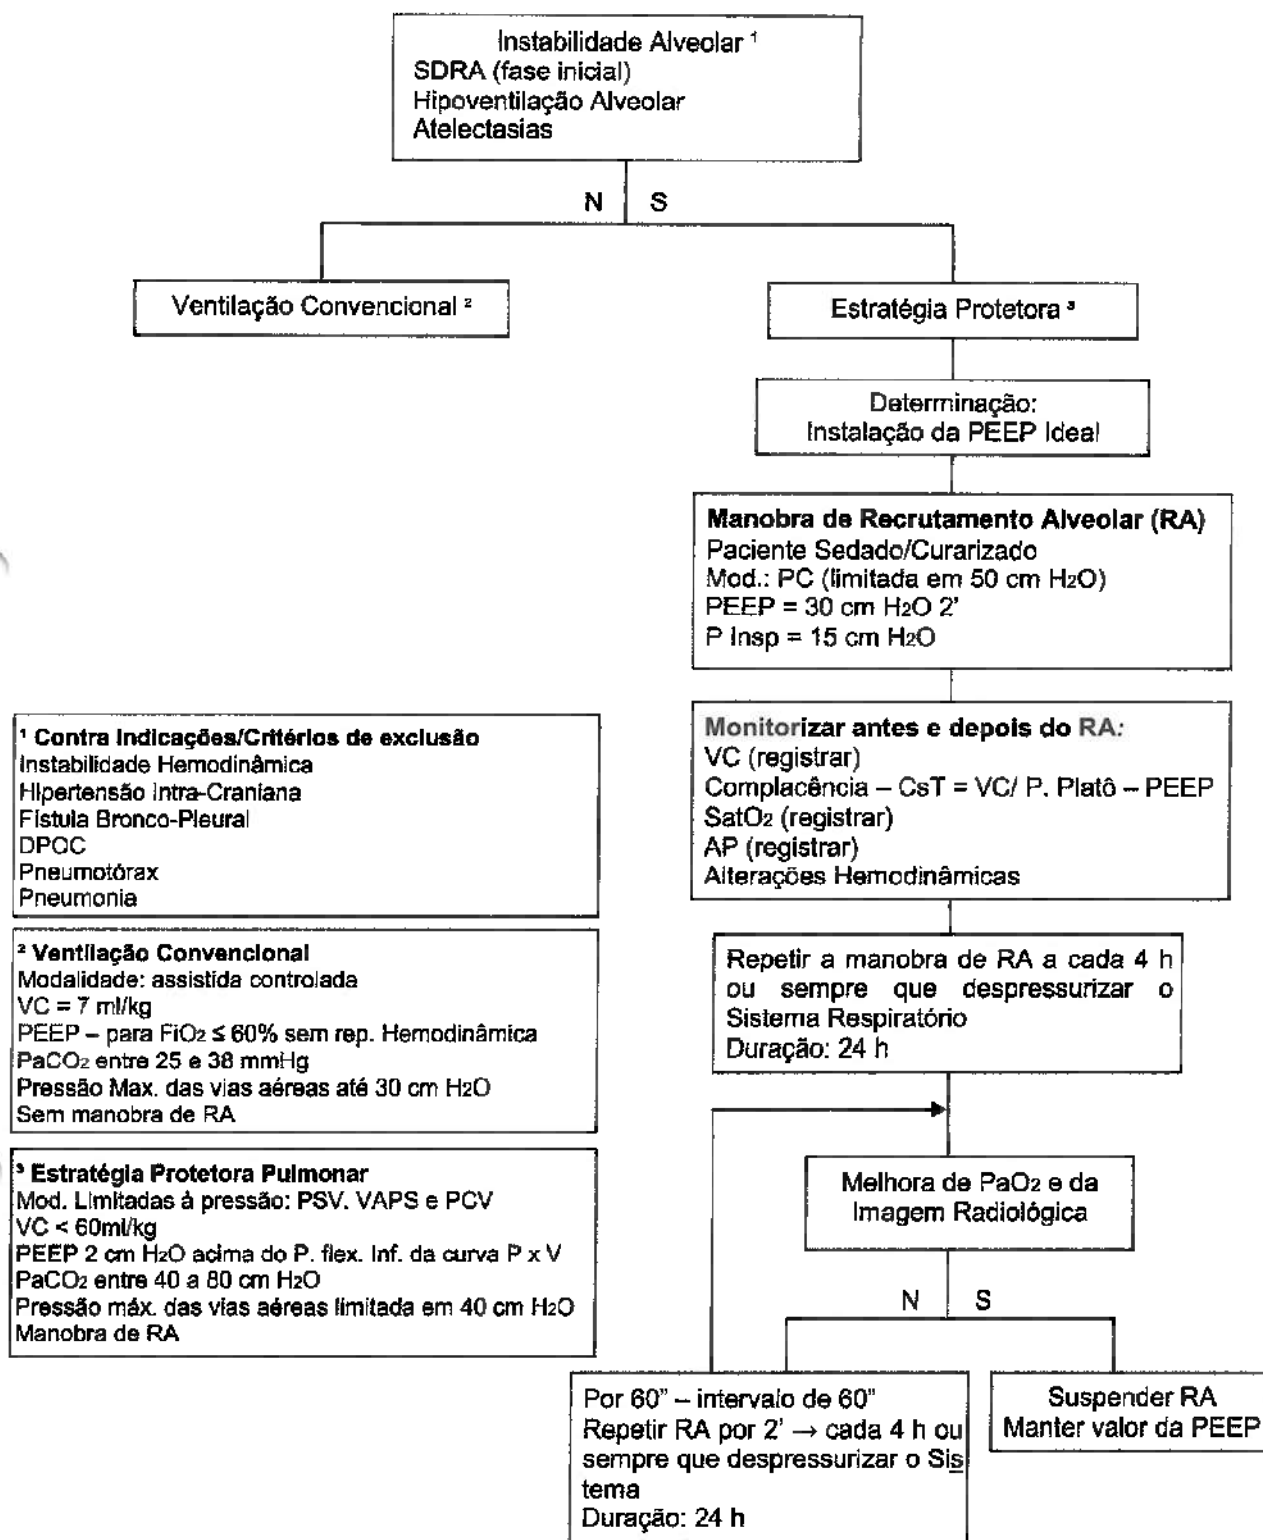 Instabilidade Alveolar ¹
SDRA (fase inicial)
Hipoventilação Alveolar
Atelectasias
N S
Ventilação Convencional ²
Estratégia Protetora ³
Determinação:
Instalação da PEEP Ideal
Manobra de Recrutamento Alveolar (RA)
Paciente Sedado/Curarizado
Mod.: PC (limitada em 50 cm H₂O)
PEEP = 30 cm H₂O 2'
P Insp = 15 cm H₂O
Monitorizar antes e depois do RA:
VC (registrar)
Complacência – CsT = VC/ P. Platô – PEEP
SatO₂ (registrar)
AP (registrar)
Alterações Hemodinâmicas
Repetir a manobra de RA a cada 4 h
ou sempre que despressurizar o
Sistema Respiratório
Duração: 24 h
Melhora de PaO₂ e da
Imagem Radiológica
N S
Por 60” – intervalo de 60”
Repetir RA por 2' → cada 4 h ou
sempre que despressurizar o Sis
tema
Duração: 24 h
Suspender RA
Manter valor da PEEP
¹ Contra Indicações/Critérios de exclusão
Instabilidade Hemodinâmica
Hipertensão Intra-Craniana
Fístula Bronco-Pleural
DPOC
Pneumotórax
Pneumonia
² Ventilação Convencional
Modalidade: assistida controlada
VC = 7 ml/kg
PEEP – para FiO₂ ≤ 60% sem rep. Hemodinâmica
PaCO₂ entre 25 e 38 mmHg
Pressão Max. das vias aéreas até 30 cm H₂O
Sem manobra de RA
³ Estratégia Protetora Pulmonar
Mod. Limitadas à pressão: PSV. VAPS e PCV
VC < 60ml/kg
PEEP 2 cm H₂O acima do P. flex. Inf. da curva P x V
PaCO₂ entre 40 a 80 cm H₂O
Pressão máx. das vias aéreas limitada em 40 cm H₂O
Manobra de RA